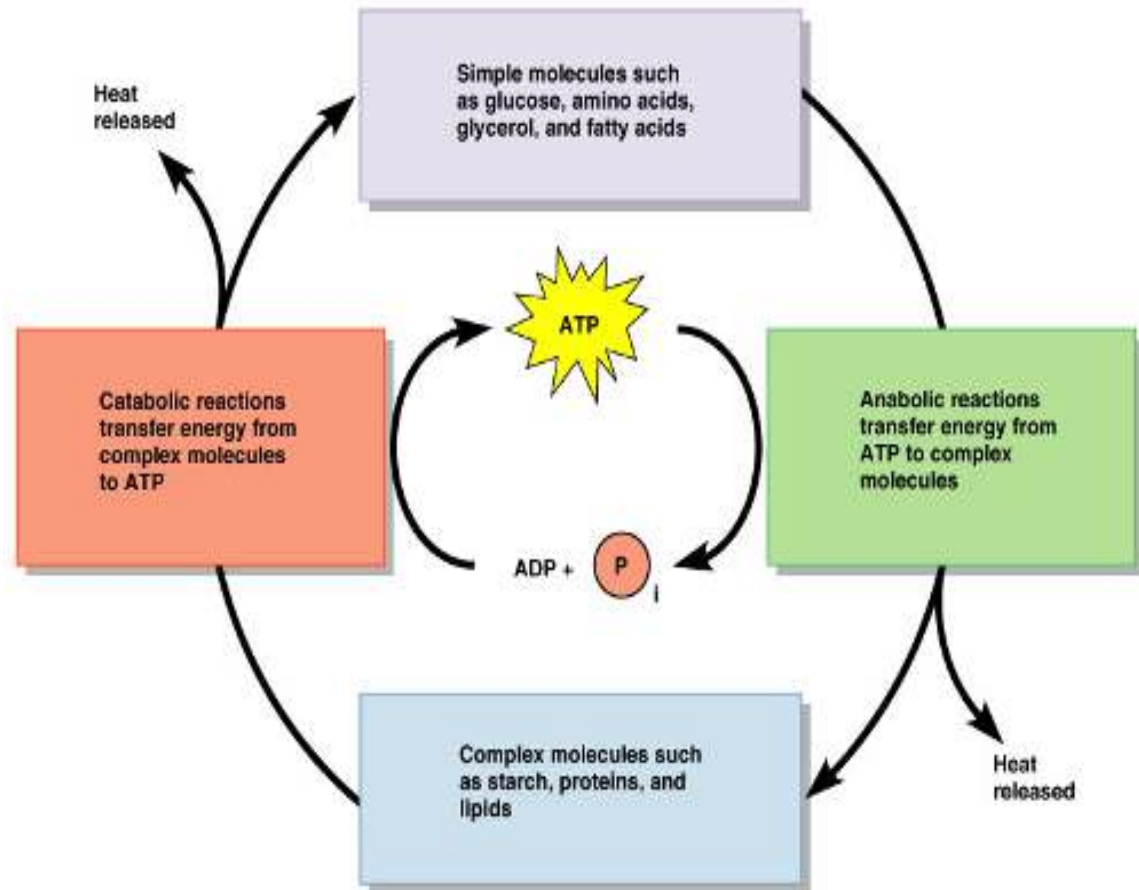 Simple molecules such
as glucose, amino acids,
glycerol, and fatty acids
Heat
released
ATP
Catabolic reactions
transfer energy from
complex molecules
to ATP
Anabolic reactions
transfer energy from
ATP to complex
molecules
ADP + P i
Complex molecules such
as starch, proteins, and
lipids
Heat
released